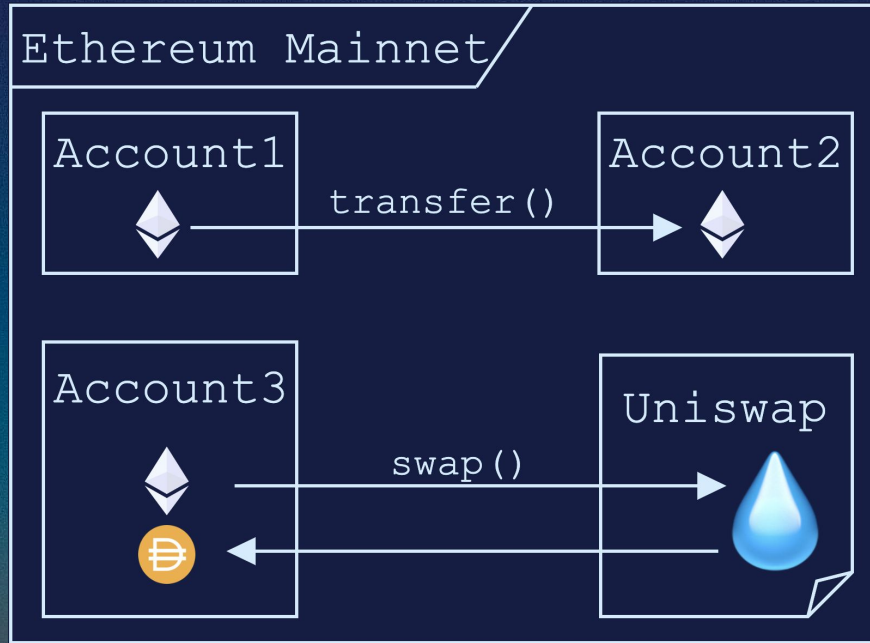 Ethereum Mainnet
Account1
Account2
transfer()
Account3
Uniswap
swap()